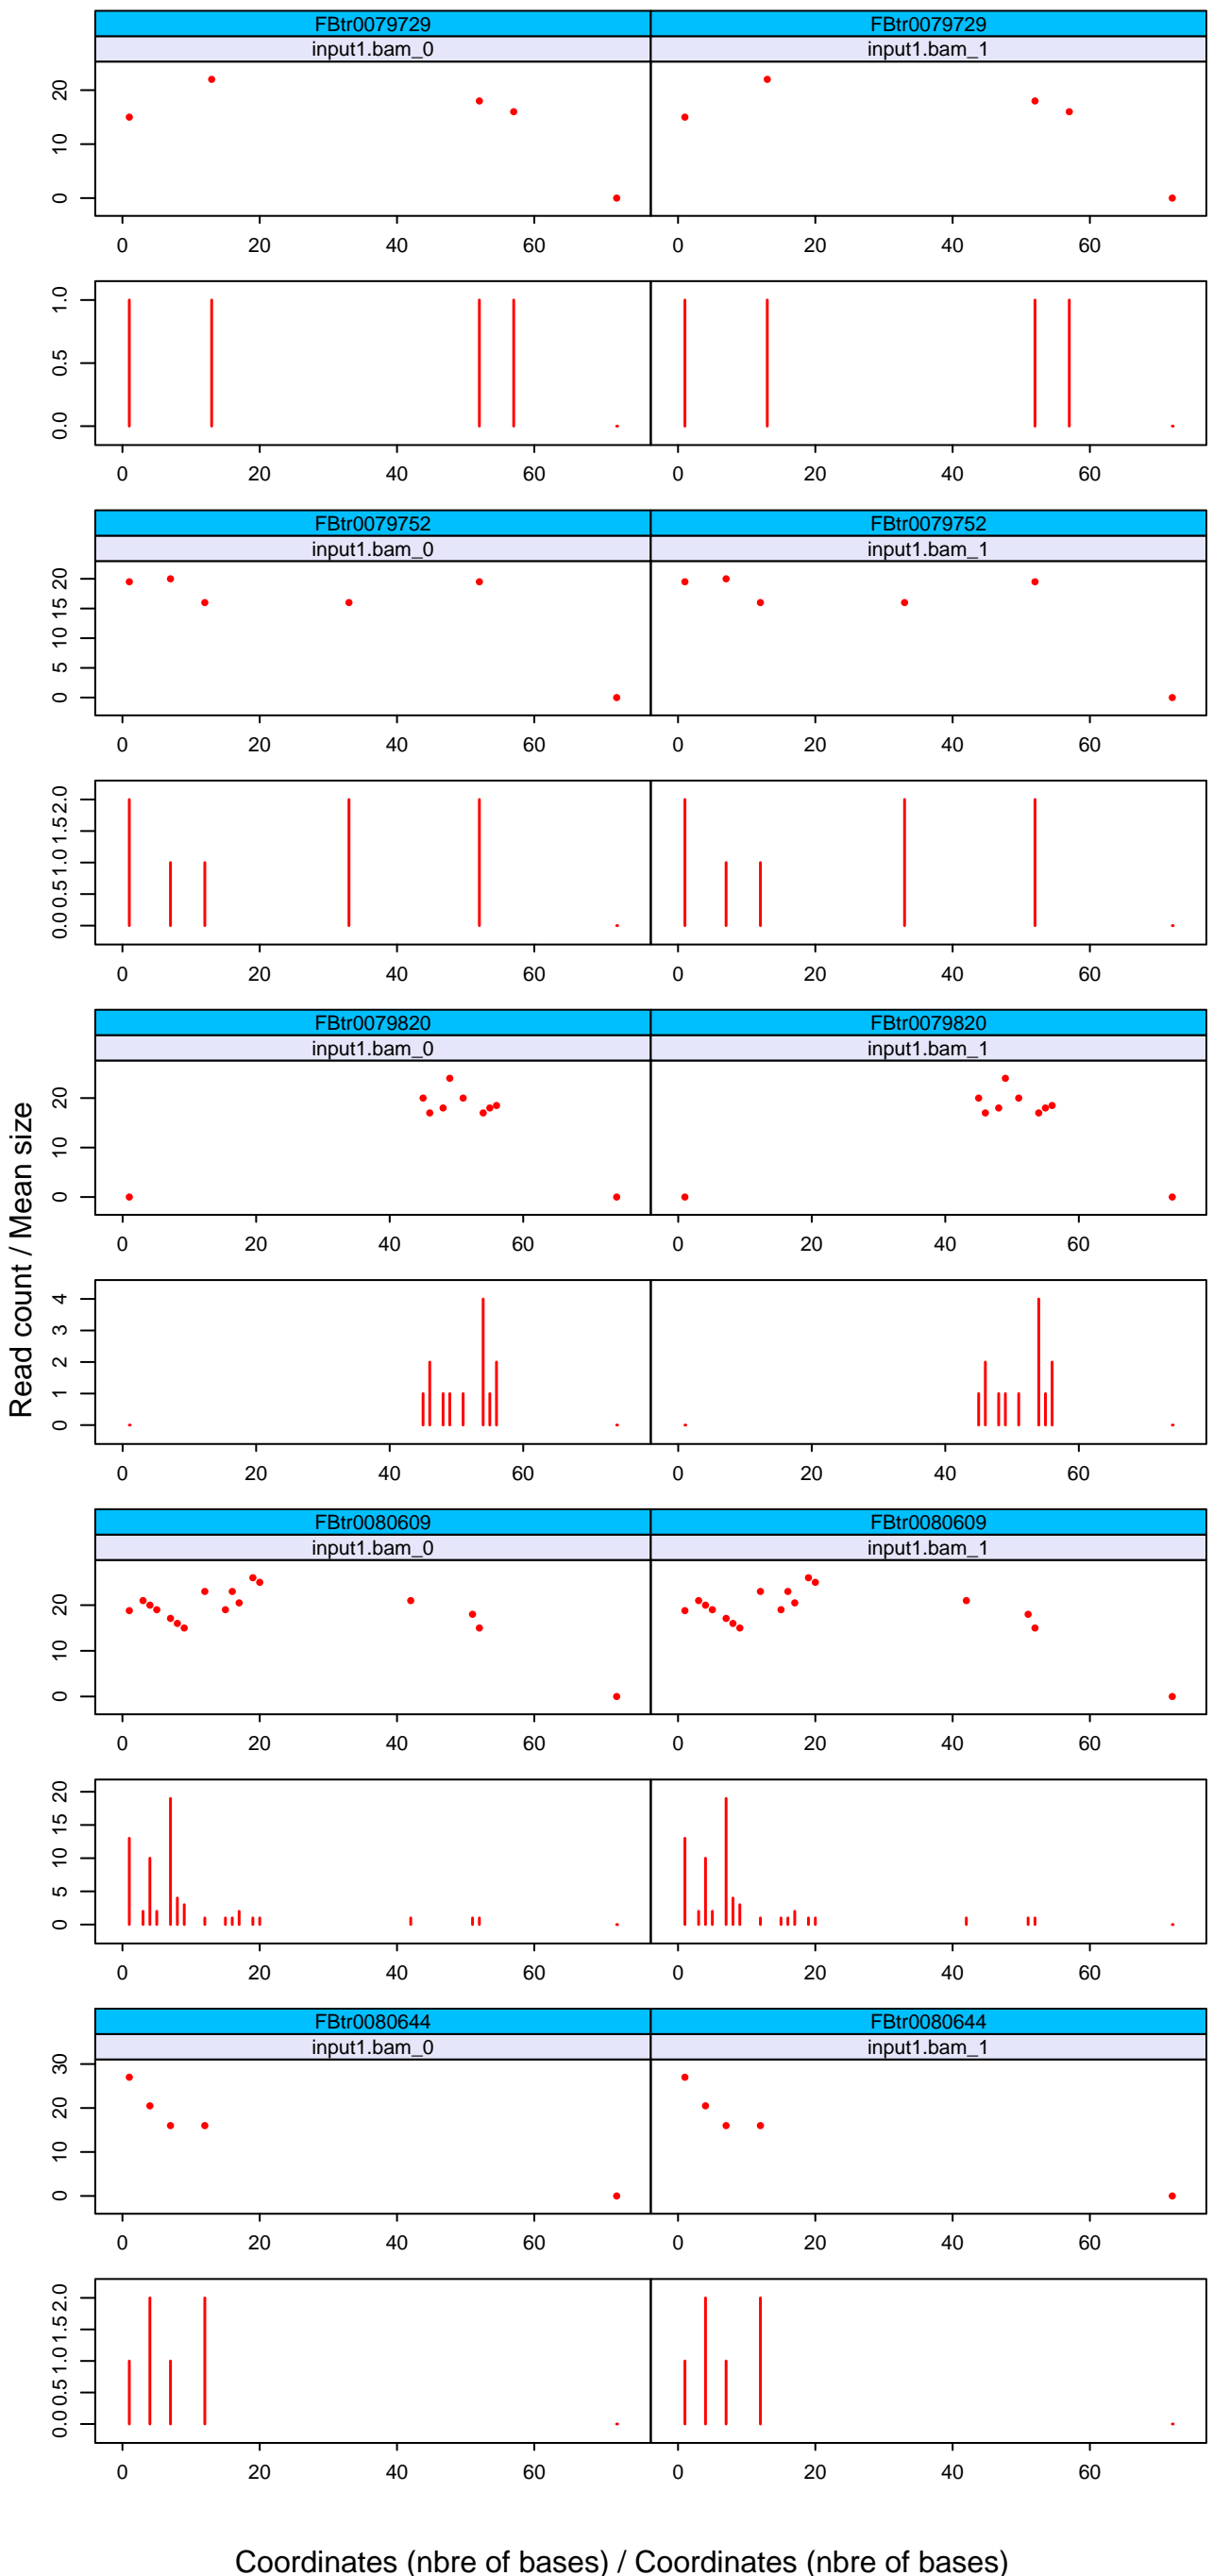 FBtr0079729 FBtr0079729
input1.bam_0 input1.bam_1
20
10
0
0 20 40 60 0 20 40 60
1.0
0.5
0.0
0 20 40 60 0 20 40 60
FBtr0079752 FBtr0079752
input1.bam_0 input1.bam_1
20
15
10
5
0
0 20 40 60 0 20 40 60
2.0
1.5
1.0
0.5
0.0
0 20 40 60 0 20 40 60
FBtr0079820 FBtr0079820
input1.bam_0 input1.bam_1
20
10
0
0 20 40 60 0 20 40 60
Read count / Mean size
4
3
2
1
0
0 20 40 60 0 20 40 60
FBtr0080609 FBtr0080609
input1.bam_0 input1.bam_1
20
10
0
0 20 40 60 0 20 40 60
20
15
10
5
0
0 20 40 60 0 20 40 60
FBtr0080644 FBtr0080644
input1.bam_0 input1.bam_1
30
20
10
0
0 20 40 60 0 20 40 60
2.0
1.5
1.0
0.5
0.0
0 20 40 60 0 20 40 60
Coordinates (nbre of bases) / Coordinates (nbre of bases)